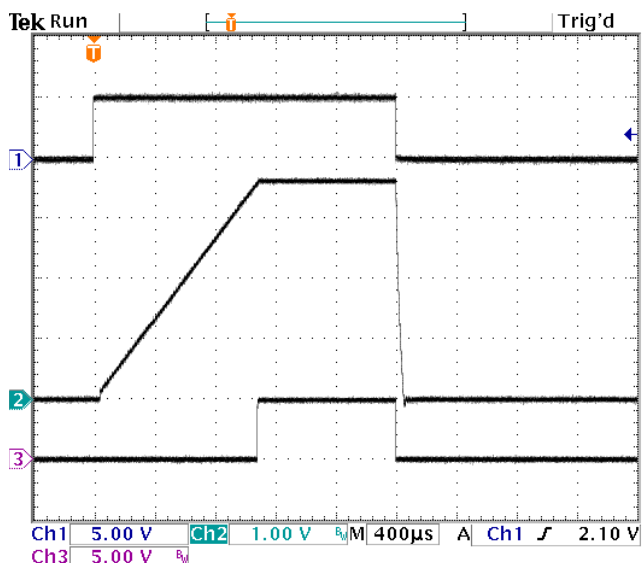 Tek Run T Trig'd
T
1
2
3
Ch1 5.00 V Ch2 1.00 V BW M 400µs A Ch1 2.10 V
Ch3 5.00 V BW